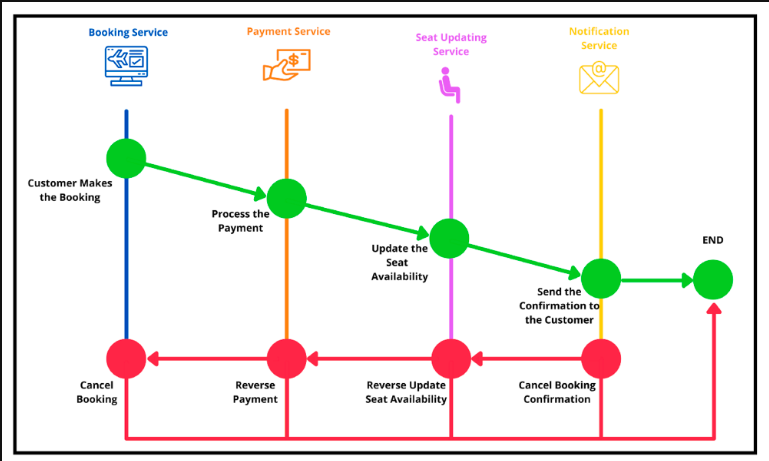 Booking Service
Payment Service
Seat Updating
Service
Notification
Service
$
@
Customer Makes
the Booking
Process the
Payment
Update the
Seat
Availability
END
Send the
Confirmation to
the Customer
Cancel
Booking
Reverse
Payment
Reverse Update
Seat Availability
Cancel Booking
Confirmation